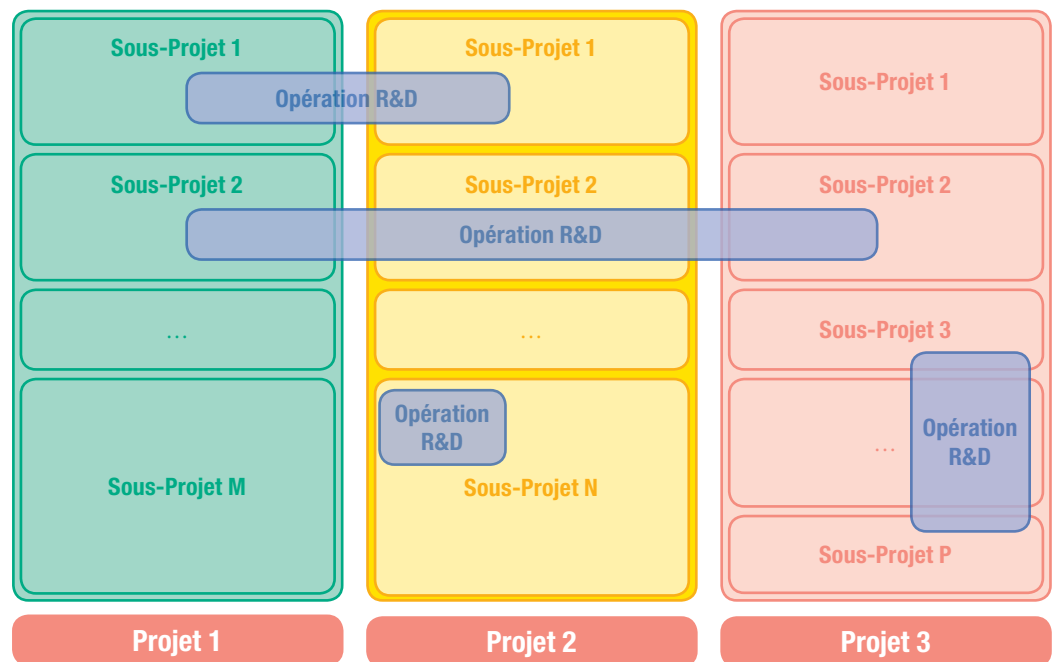 Sous-Projet 1
Opération R&D
Sous-Projet 2
Opération R&D
...
Sous-Projet M
Projet 1
Sous-Projet 1
Sous-Projet 2
...
Opération
R&D
Sous-Projet N
Projet 2
Sous-Projet 1
Sous-Projet 2
Sous-Projet 3
...
Opération
R&D
Sous-Projet P
Projet 3